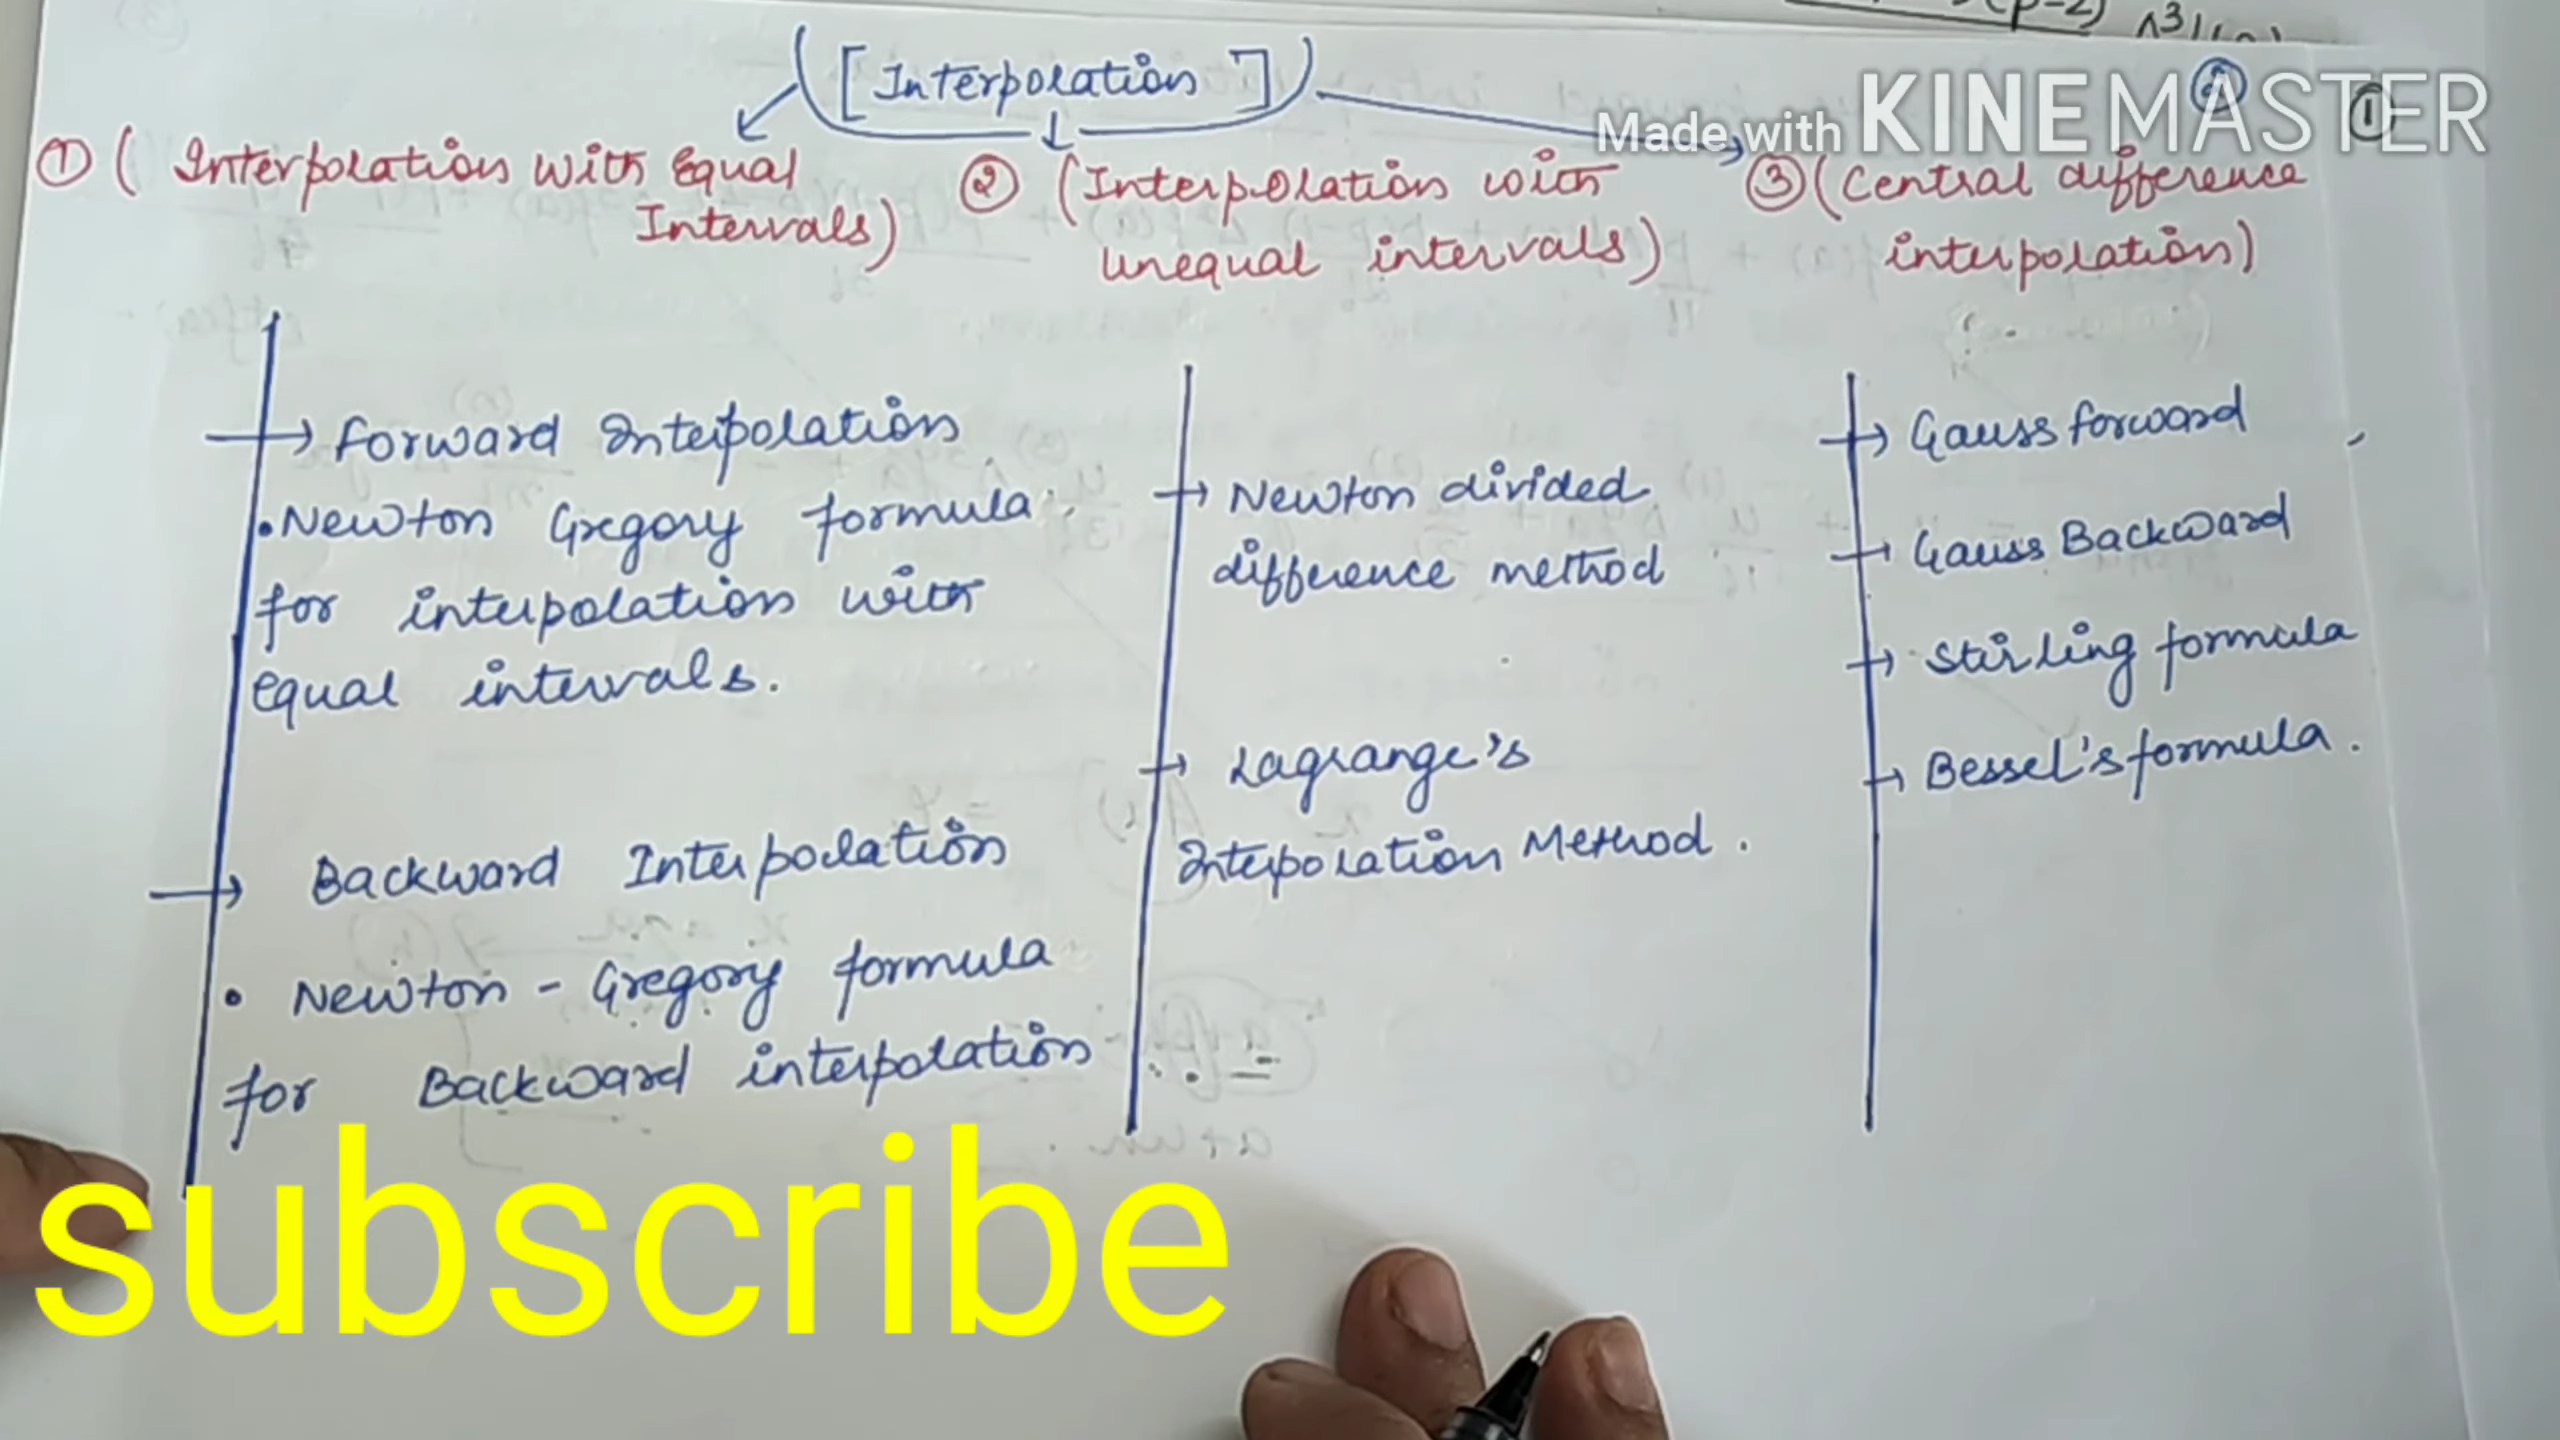 [Interpolation]
Made with KINEMASTER
② ①
① ( Interpolation with Equal
Intervals)
② (Interpolation with
unequal intervals)
③ (Central difference
interpolation)
→ Forward Interpolation
• Newton Gregory formula
for interpolation with
Equal intervals.
→ Backward Interpolation
• Newton - Gregory formula
for Backward interpolation
→ Newton divided
difference method
→ Lagrange's
Interpolation Method.
→ Gauss forward
→ Gauss Backward
→ Stirling formula
→ Bessel's formula.
subscribe